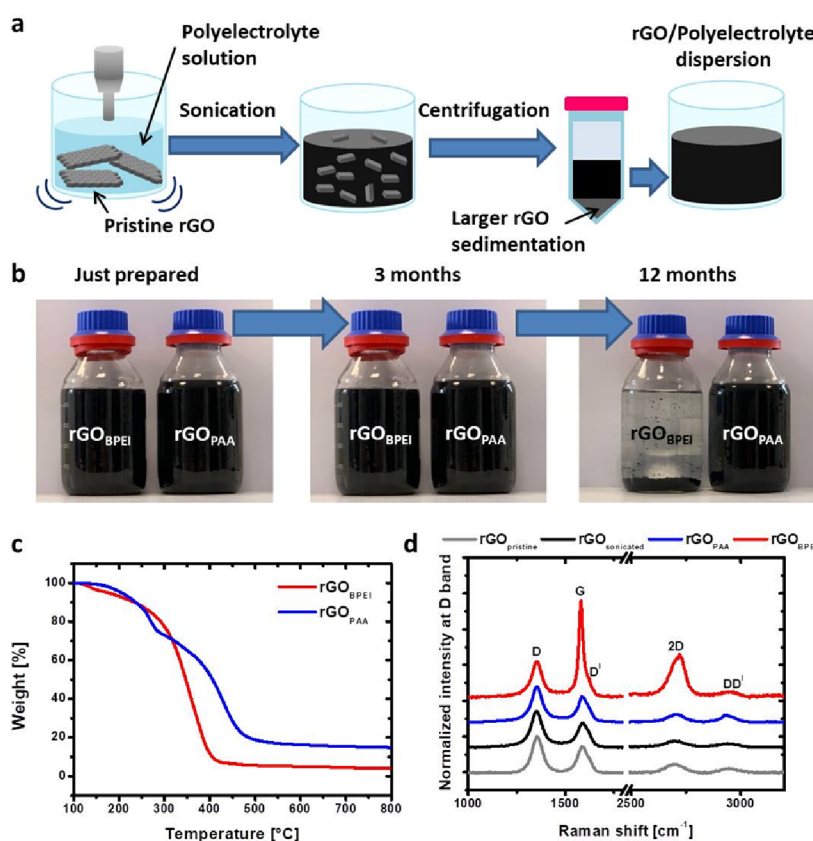 a
Polyelectrolyte
solution
Sonication
Pristine rGO
Centrifugation
Larger rGO
sedimentation
rGO/Polyelectrolyte
dispersion
b
Just prepared
3 months
12 months
rGO_BPEI
rGO_PAA
rGO_BPEI
rGO_PAA
rGO_BPEI
rGO_PAA
c
rGO_BPEI
rGO_PAA
Weight [%]
100
80
60
40
20
0
100 200 300 400 500 600 700 800
Temperature [°C]
d
rGO_pristine rGO_sonicated rGO_PAA rGO_BPEI
Normalized intensity at D band
D
G
D'
2D
DD'
1000 1500 2500 3000
Raman shift [cm⁻¹]